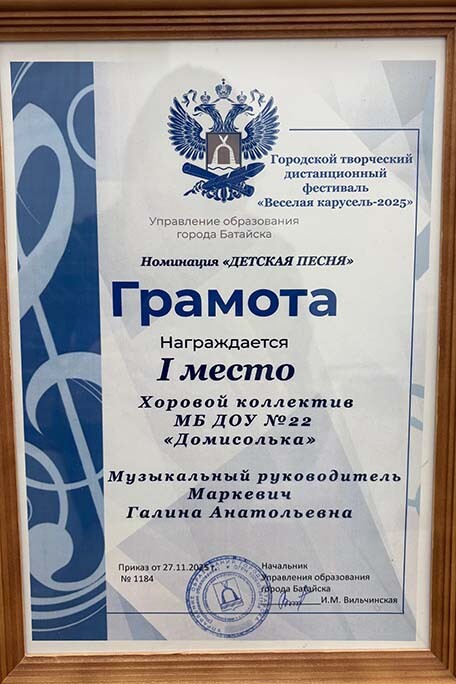 Городской творческий
дистанционный
фестиваль
«Веселая карусель-2025»
Управление образования
города Батайска
Номинация «ДЕТСКАЯ ПЕСНЯ»
Грамота
Награждается
I место
Хоровой коллектив
МБ ДОУ №22
«Домисолька»
Музыкальный руководитель
Маркевич
Галина Анатольевна
Приказ от 27.11.2025 г.
№ 1184
Начальник
Управления образования
города Батайска
И.М. Вильчинская